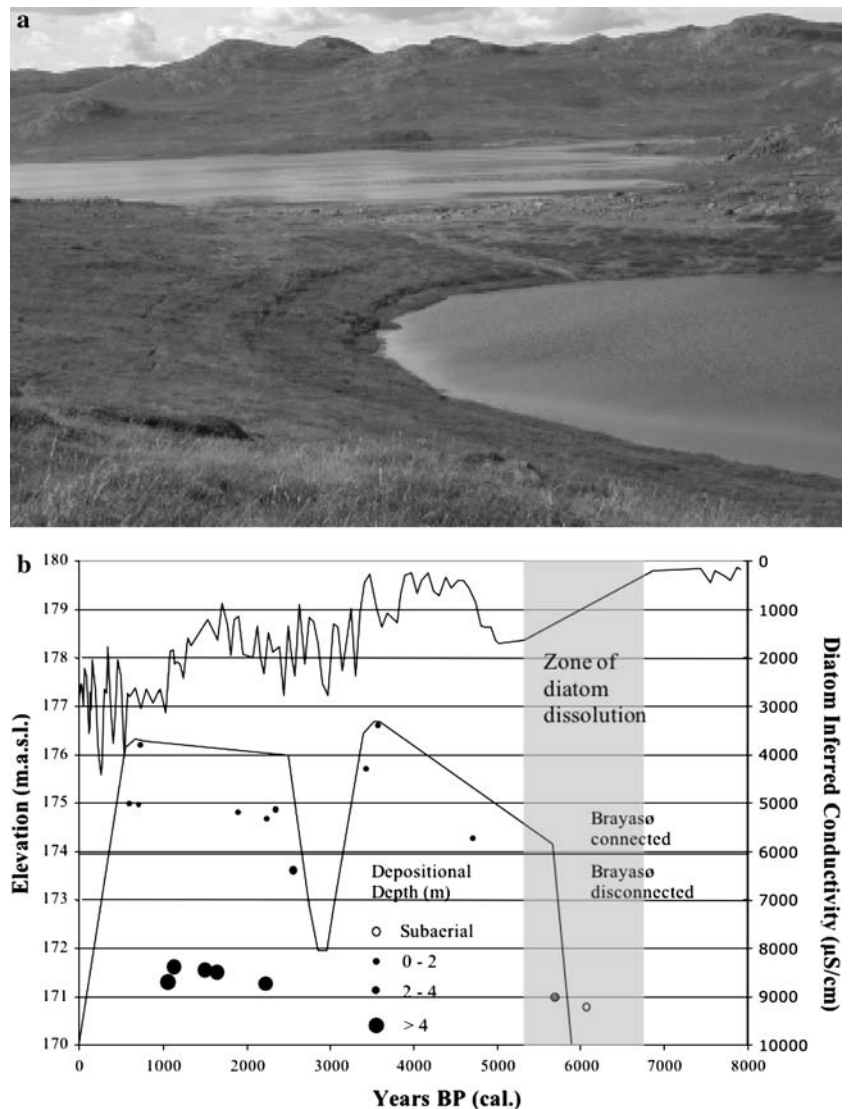 a
b
180
179
178
177
176
175
174
173
172
171
170
Elevation (m.a.s.l.)
0
1000
2000
3000
4000
5000
6000
7000
8000
9000
10000
Diatom Inferred Conductivity (µS/cm)
Zone of
diatom
dissolution
Brayasø
connected
Brayasø
disconnected
Depositional
Depth (m)
Subaerial
0 - 2
2 - 4
> 4
0
1000
2000
3000
4000
5000
6000
7000
8000
Years BP (cal.)